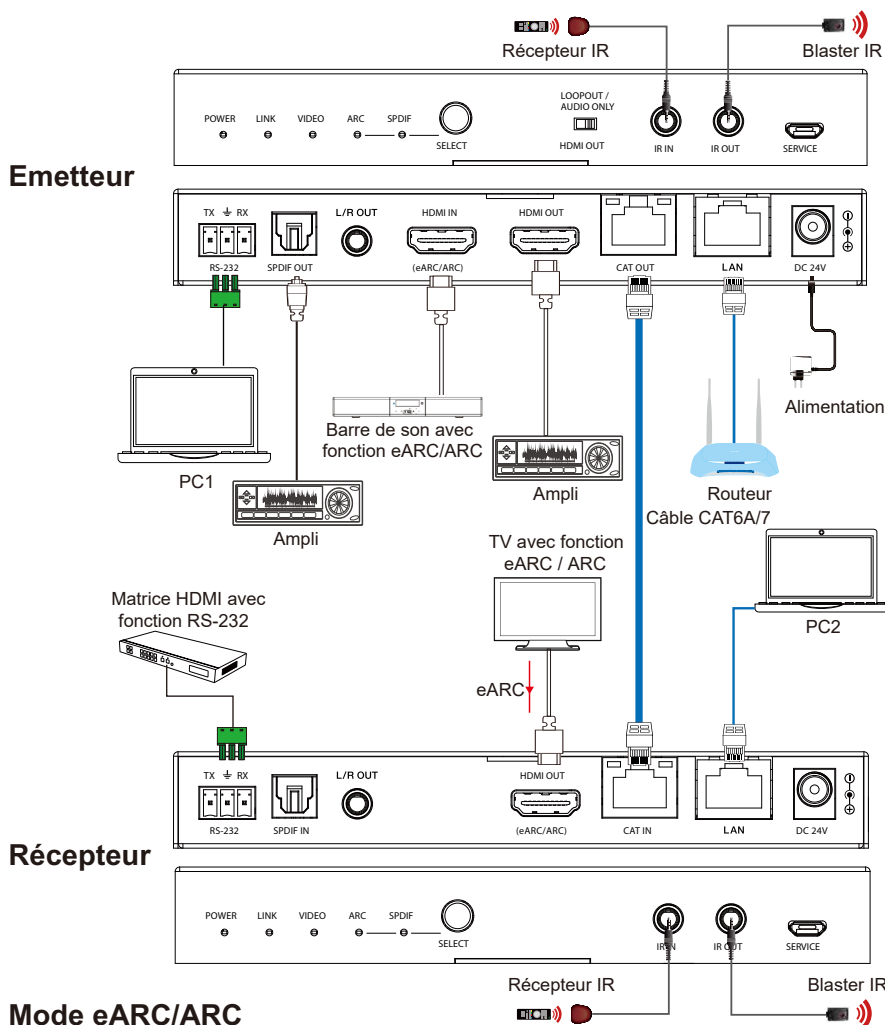 Récepteur IR
Blaster IR
LOOPOUT /
AUDIO ONLY
POWER LINK VIDEO ARC SPDIF
SELECT HDMI OUT IR IN IR OUT SERVICE
Emetteur
TX RX L/R OUT HDMI IN HDMI OUT
RS-232 SPDIF OUT (eARC/ARC) CAT OUT LAN DC 24V
Alimentation
Barre de son avec
fonction eARC/ARC
PC1
Ampli
Routeur
Ampli
Câble CAT6A/7
TV avec fonction
eARC / ARC
Matrice HDMI avec
fonction RS-232
PC2
eARC
TX RX L/R OUT HDMI OUT
RS-232 SPDIF IN (eARC/ARC) CAT IN LAN DC 24V
Récepteur
POWER LINK VIDEO ARC SPDIF
SELECT IR IN IR OUT SERVICE
Récepteur IR
Blaster IR
Mode eARC/ARC